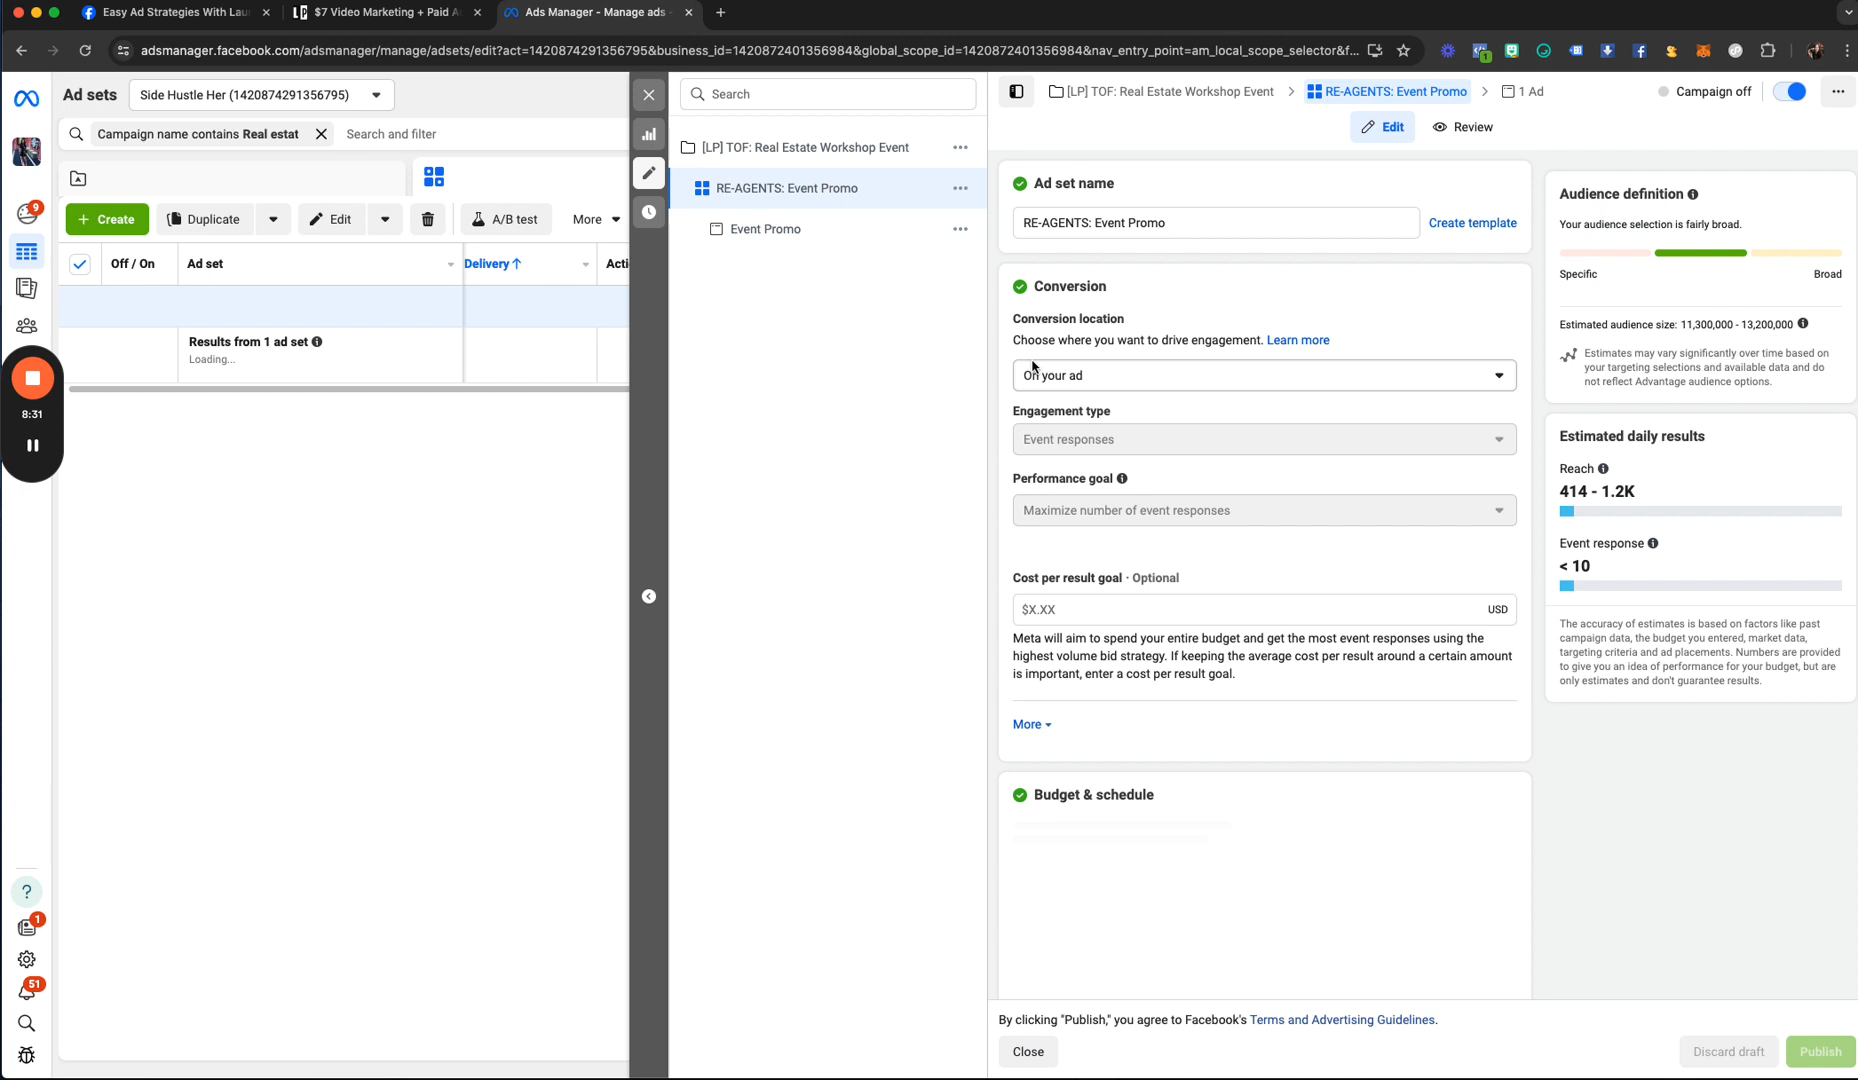 Easy Ad Strategies With Lau
$7 Video Marketing + Paid A
Ads Manager - Manage ads -
adsmanager.facebook.com/adsmanager/manage/adsets/edit?act=1420874291356795&business_id=1420872401356984&global_scope_id=1420872401356984&nav_entry_point=am_local_scope_selector&f...
1
Ad sets
Side Hustle Her (1420874291356795)
Campaign name contains Real estat
Search and filter
Create
Duplicate
Edit
A/B test
More
Off / On
Ad set
Delivery↑
Acti
Results from 1 ad set
Loading...
9
8:31
?
1
51
Search
[LP] TOF: Real Estate Workshop Event
RE-AGENTS: Event Promo
Event Promo
[LP] TOF: Real Estate Workshop Event
RE-AGENTS: Event Promo
1 Ad
Campaign off
Edit
Review
Ad set name
RE-AGENTS: Event Promo
Create template
Conversion
Conversion location
Choose where you want to drive engagement. Learn more
On your ad
Engagement type
Event responses
Performance goal
Maximize number of event responses
Cost per result goal · Optional
$X.XX
USD
Meta will aim to spend your entire budget and get the most event responses using the
highest volume bid strategy. If keeping the average cost per result around a certain amount
is important, enter a cost per result goal.
More
Budget & schedule
Audience definition
Your audience selection is fairly broad.
Specific
Broad
Estimated audience size: 11,300,000 - 13,200,000
Estimates may vary significantly over time based on
your targeting selections and available data and do
not reflect Advantage audience options.
Estimated daily results
Reach
414 - 1.2K
Event response
< 10
The accuracy of estimates is based on factors like past
campaign data, the budget you entered, market data,
targeting criteria and ad placements. Numbers are provided
to give you an idea of performance for your budget, but are
only estimates and don't guarantee results.
By clicking "Publish," you agree to Facebook's Terms and Advertising Guidelines.
Close
Discard draft
Publish